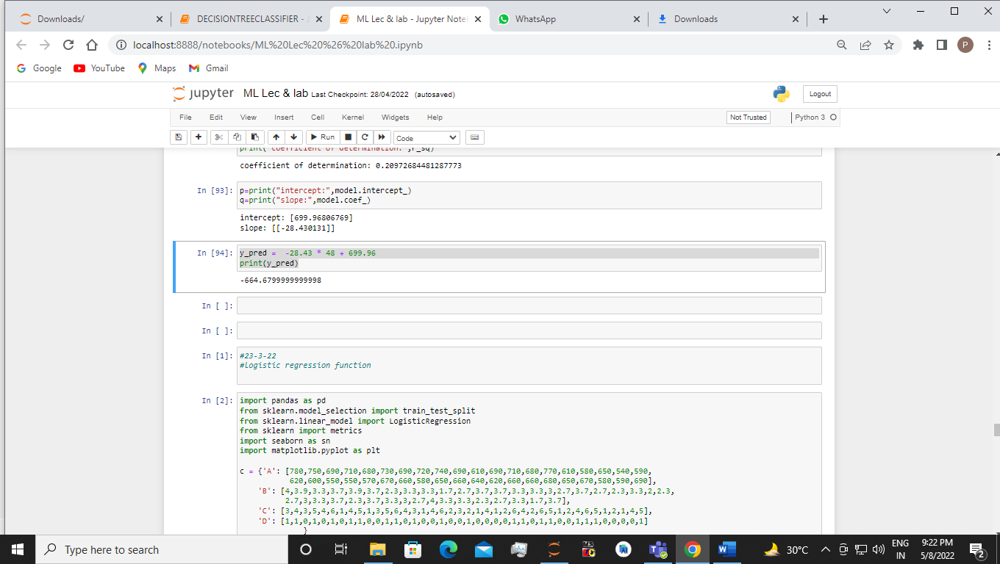 Downloads/
DECISIONTREECLASSIFIER -
ML Lec & lab - Jupyter Note
WhatsApp
Downloads
localhost:8888/notebooks/ML%20Lec%20%26%20lab%20.ipynb
P
Google
YouTube
Maps
Gmail
jupyter ML Lec & lab Last Checkpoint: 28/04/2022 (autosaved)
Logout
File Edit View Insert Cell Kernel Widgets Help
Not Trusted
Python 3
Run
Code
print("coefficient of determination:",r_sq)
coefficient of determination: 0.20972684481287773
In [93]: p=print("intercept:",model.intercept_)
q=print("slope:",model.coef_)
intercept: [699.96806769]
slope: [[-28.430131]]
In [94]: y_pred = -28.43 * 48 + 699.96
print(y_pred)
-664.6799999999998
In [ ]:
In [ ]:
In [1]: #23-3-22
#logistic regression function
In [2]: import pandas as pd
from sklearn.model_selection import train_test_split
from sklearn.linear_model import LogisticRegression
from sklearn import metrics
import seaborn as sn
import matplotlib.pyplot as plt
c = {'A': [780,750,690,710,680,730,690,720,740,690,610,690,710,680,770,610,580,650,540,590,
620,600,550,550,570,670,660,580,650,660,640,620,660,660,680,650,670,580,590,690],
'B': [4,3.9,3.3,3.7,3.9,3.7,2.3,3.3,3.3,1.7,2.7,3.7,3.7,3.3,3.3,3,2.7,3.7,2.7,2.3,3.3,2,2.3,
2.7,3,3.3,3.7,2.3,3.7,3.3,3,2.7,4,3.3,3.3,2.3,2.7,3.3,1.7,3.7],
'C': [3,4,3,5,4,6,1,4,5,1,3,5,6,4,3,1,4,6,2,3,2,1,4,1,2,6,4,2,6,5,1,2,4,6,5,1,2,1,4,5],
'D': [1,1,0,1,0,1,0,1,1,0,0,1,1,0,1,0,0,1,0,0,1,0,0,0,0,1,1,0,1,1,0,0,1,1,1,0,0,0,0,1]
}
Type here to search
30°C
ENG
IN
9:22 PM
5/8/2022
2